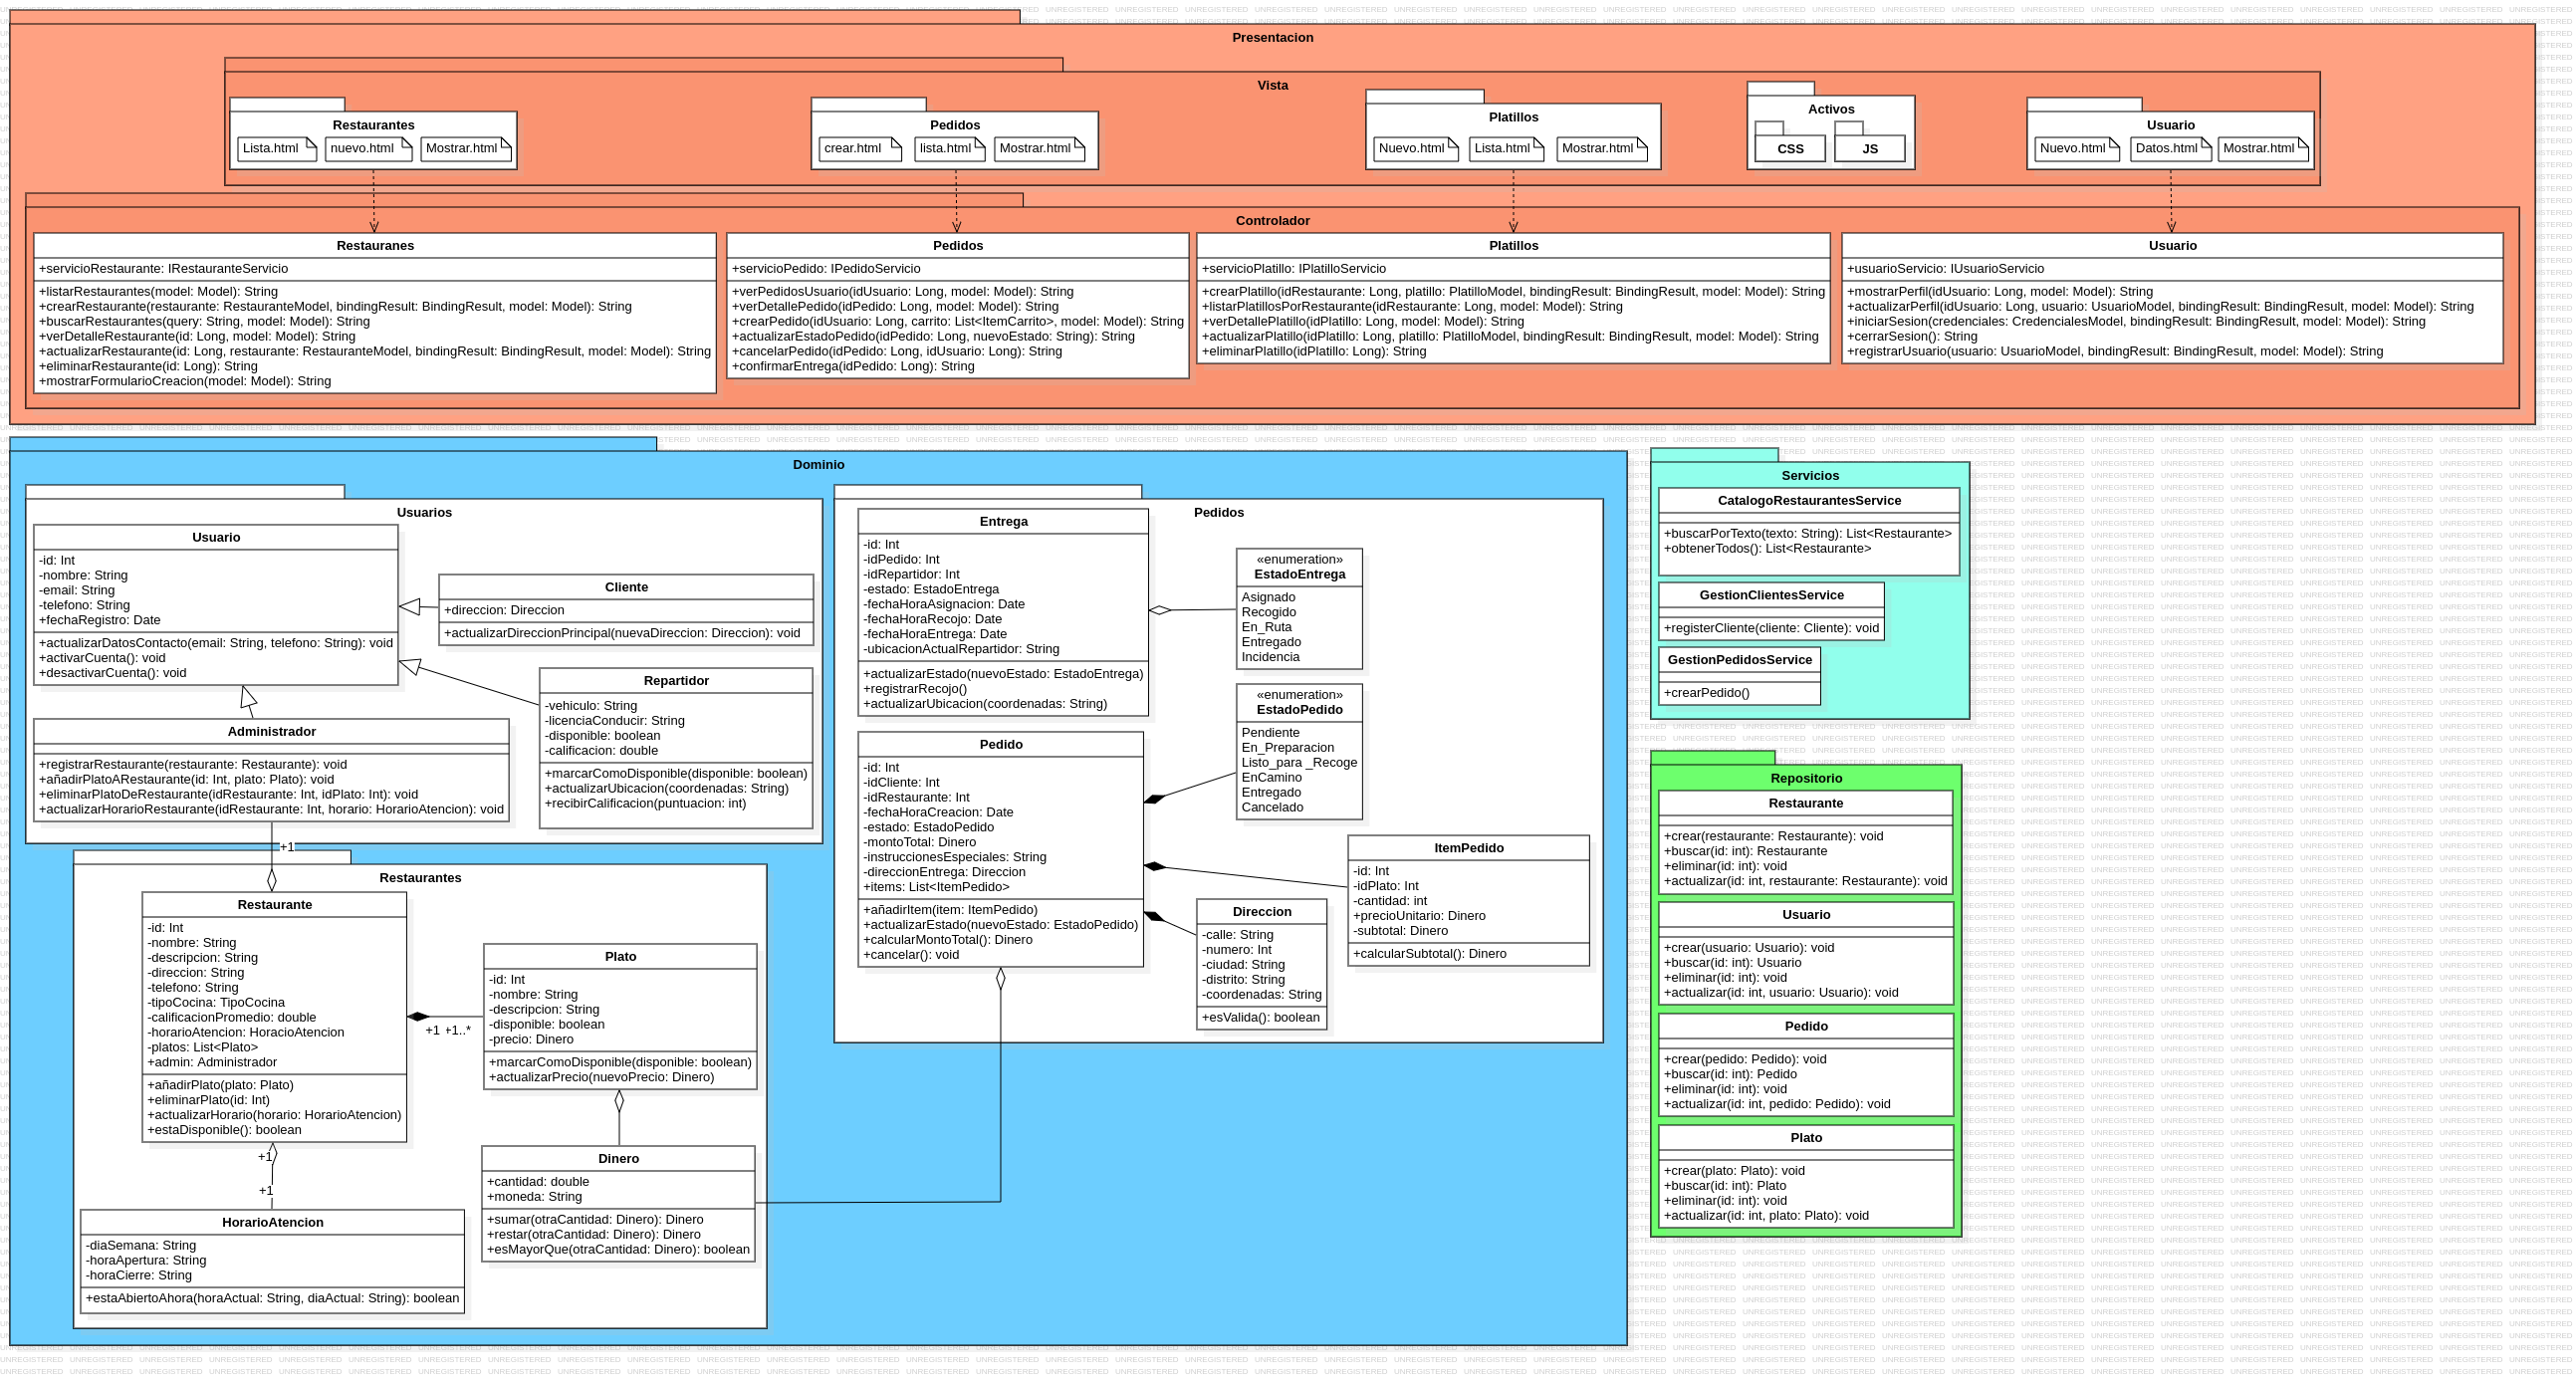 Presentacion
Vista
Restaurantes
Lista.html
nuevo.html
Mostrar.html
Pedidos
crear.html
lista.html
Mostrar.html
Platillos
Nuevo.html
Lista.html
Mostrar.html
Activos
CSS
JS
Usuario
Nuevo.html
Datos.html
Mostrar.html
Controlador
Restauranes
+servicioRestaurante: IRestauranteServicio
+listarRestaurantes(model: Model): String
+crearRestaurante(restaurante: RestauranteModel, bindingResult: BindingResult, model: Model): String
+buscarRestaurantes(query: String, model: Model): String
+verDetalleRestaurante(id: Long, model: Model): String
+actualizarRestaurante(id: Long, restaurante: RestauranteModel, bindingResult: BindingResult, model: Model): String
+eliminarRestaurante(id: Long): String
+mostrarFormularioCreacion(model: Model): String
Pedidos
+servicioPedido: IPedidoServicio
+verPedidosUsuario(idUsuario: Long, model: Model): String
+verDetallePedido(idPedido: Long, model: Model): String
+crearPedido(idUsuario: Long, carrito: List<ItemCarrito>, model: Model): String
+actualizarEstadoPedido(idPedido: Long, nuevoEstado: String): String
+cancelarPedido(idPedido: Long, idUsuario: Long): String
+confirmarEntrega(idPedido: Long): String
Platillos
+servicioPlatillo: IPlatilloServicio
+crearPlatillo(idRestaurante: Long, platillo: PlatilloModel, bindingResult: BindingResult, model: Model): String
+listarPlatillosPorRestaurante(idRestaurante: Long, model: Model): String
+verDetallePlatillo(idPlatillo: Long, model: Model): String
+actualizarPlatillo(idPlatillo: Long, platillo: PlatilloModel, bindingResult: BindingResult, model: Model): String
+eliminarPlatillo(idPlatillo: Long): String
Usuario
+usuarioServicio: IUsuarioServicio
+mostrarPerfil(idUsuario: Long, model: Model): String
+actualizarPerfil(idUsuario: Long, usuario: UsuarioModel, bindingResult: BindingResult, model: Model): String
+iniciarSesion(credenciales: CredencialesModel, bindingResult: BindingResult, model: Model): String
+cerrarSesion(): String
+registrarUsuario(usuario: UsuarioModel, bindingResult: BindingResult, model: Model): String
Dominio
Usuarios
Usuario
-id: Int
-nombre: String
-email: String
-telefono: String
+fechaRegistro: Date
+actualizarDatosContacto(email: String, telefono: String): void
+activarCuenta(): void
+desactivarCuenta(): void
Cliente
+direccion: Direccion
+actualizarDireccionPrincipal(nuevaDireccion: Direccion): void
Repartidor
-vehiculo: String
-licenciaConducir: String
-disponible: boolean
-calificacion: double
+marcarComoDisponible(disponible: boolean)
+actualizarUbicacion(coordenadas: String)
+recibirCalificacion(puntuacion: int)
Administrador
+registrarRestaurante(restaurante: Restaurante): void
+añadirPlatoARestaurante(id: Int, plato: Plato): void
+eliminarPlatoDeRestaurante(idRestaurante: Int, idPlato: Int): void
+actualizarHorarioRestaurante(idRestaurante: Int, horario: HorarioAtencion): void
+1
Restaurantes
Restaurante
-id: Int
-nombre: String
-descripcion: String
-direccion: String
-telefono: String
-tipoCocina: TipoCocina
-calificacionPromedio: double
-horarioAtencion: HoracioAtencion
-platos: List<Plato>
+admin: Administrador
+añadirPlato(plato: Plato)
+eliminarPlato(id: Int)
+actualizarHorario(horario: HorarioAtencion)
+estaDisponible(): boolean
+1 +1..*
Plato
-id: Int
-nombre: String
-descripcion: String
-disponible: boolean
-precio: Dinero
+marcarComoDisponible(disponible: boolean)
+actualizarPrecio(nuevoPrecio: Dinero)
+1
+1
HorarioAtencion
-diaSemana: String
-horaApertura: String
-horaCierre: String
+estaAbiertoAhora(horaActual: String, diaActual: String): boolean
Dinero
+cantidad: double
+moneda: String
+sumar(otraCantidad: Dinero): Dinero
+restar(otraCantidad: Dinero): Dinero
+esMayorQue(otraCantidad: Dinero): boolean
Pedidos
Entrega
-id: Int
-idPedido: Int
-idRepartidor: Int
-estado: EstadoEntrega
-fechaHoraAsignacion: Date
-fechaHoraRecojo: Date
-fechaHoraEntrega: Date
-ubicacionActualRepartidor: String
+actualizarEstado(nuevoEstado: EstadoEntrega)
+registrarRecojo()
+actualizarUbicacion(coordenadas: String)
«enumeration»
EstadoEntrega
Asignado
Recogido
En_Ruta
Entregado
Incidencia
«enumeration»
EstadoPedido
Pendiente
En_Preparacion
Listo_para _Recoge
EnCamino
Entregado
Cancelado
Pedido
-id: Int
-idCliente: Int
-idRestaurante: Int
-fechaHoraCreacion: Date
-estado: EstadoPedido
-montoTotal: Dinero
-instruccionesEspeciales: String
-direccionEntrega: Direccion
+items: List<ItemPedido>
+añadirItem(item: ItemPedido)
+actualizarEstado(nuevoEstado: EstadoPedido)
+calcularMontoTotal(): Dinero
+cancelar(): void
ItemPedido
-id: Int
-idPlato: Int
-cantidad: int
+precioUnitario: Dinero
-subtotal: Dinero
+calcularSubtotal(): Dinero
Direccion
-calle: String
-numero: Int
-ciudad: String
-distrito: String
-coordenadas: String
+esValida(): boolean
Servicios
CatalogoRestaurantesService
+buscarPorTexto(texto: String): List<Restaurante>
+obtenerTodos(): List<Restaurante>
GestionClientesService
+registerCliente(cliente: Cliente): void
GestionPedidosService
+crearPedido()
Repositorio
Restaurante
+crear(restaurante: Restaurante): void
+buscar(id: int): Restaurante
+eliminar(id: int): void
+actualizar(id: int, restaurante: Restaurante): void
Usuario
+crear(usuario: Usuario): void
+buscar(id: int): Usuario
+eliminar(id: int): void
+actualizar(id: int, usuario: Usuario): void
Pedido
+crear(pedido: Pedido): void
+buscar(id: int): Pedido
+eliminar(id: int): void
+actualizar(id: int, pedido: Pedido): void
Plato
+crear(plato: Plato): void
+buscar(id: int): Plato
+eliminar(id: int): void
+actualizar(id: int, plato: Plato): void
UNREGISTERED